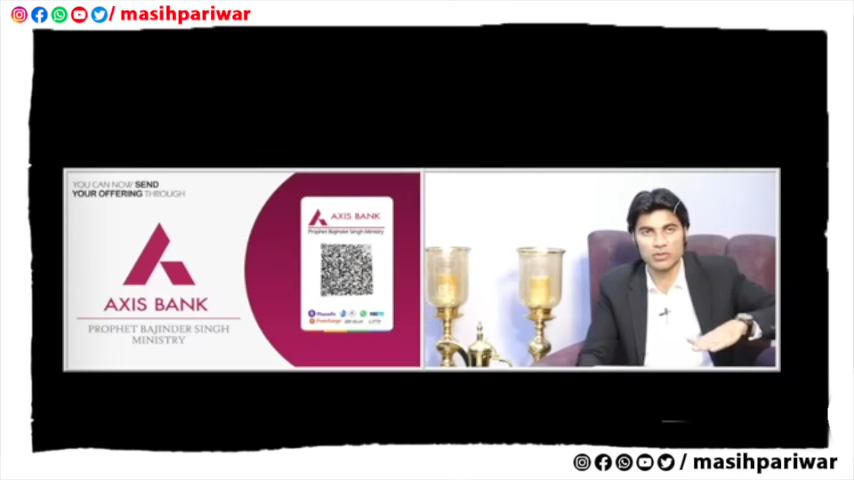 / masihpariwar
YOU CAN NOW SEND
YOUR OFFERING THROUGH
AXIS BANK
PROPHET BAJINDER SINGH
MINISTRY
AXIS BANK
Prophet Bajinder Singh Ministry
PhonePe
/ masihpariwar